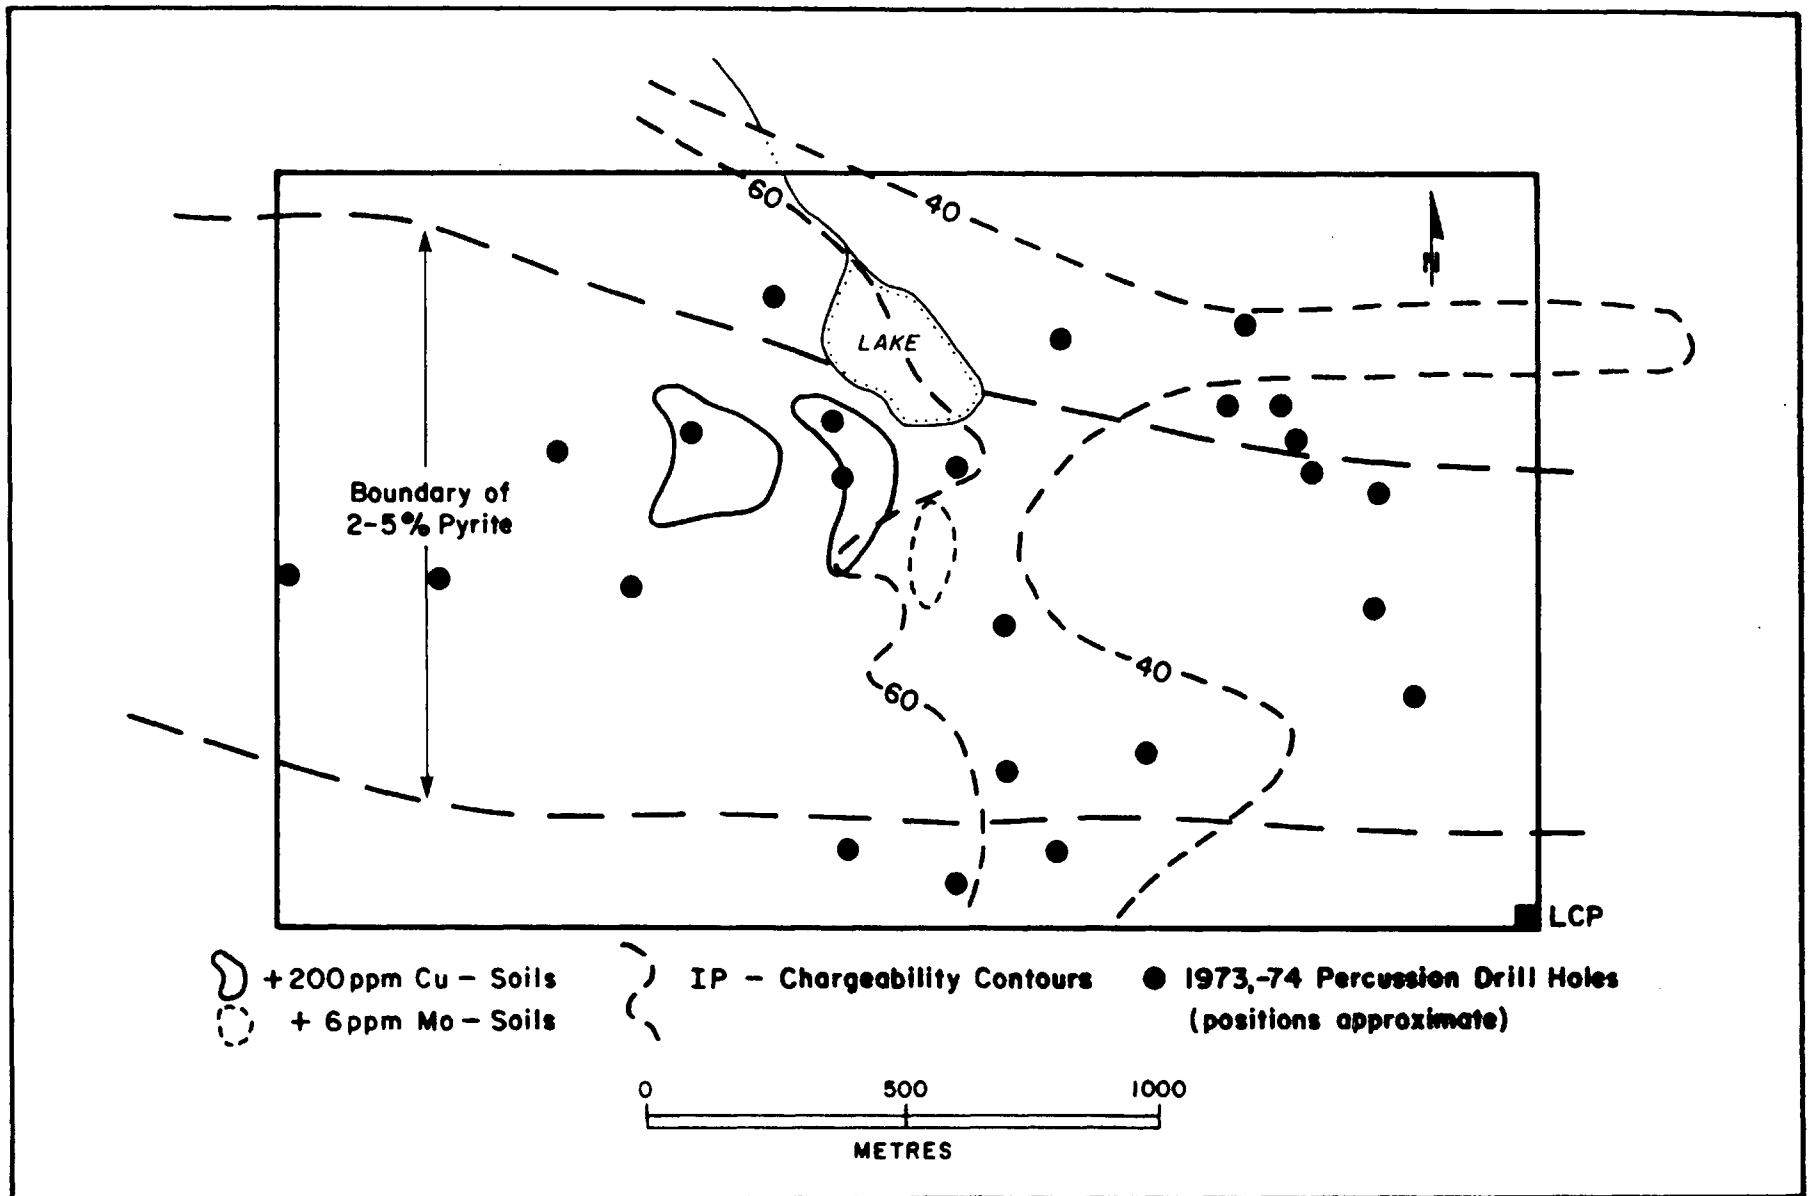 60
40
N
LAKE
Boundary of
2-5% Pyrite
40
60
LCP
+200ppm Cu - Soils
+ 6ppm Mo - Soils
IP - Chargeability Contours
1973,-74 Percussion Drill Holes
(positions approximate)
0 500 1000
METRES